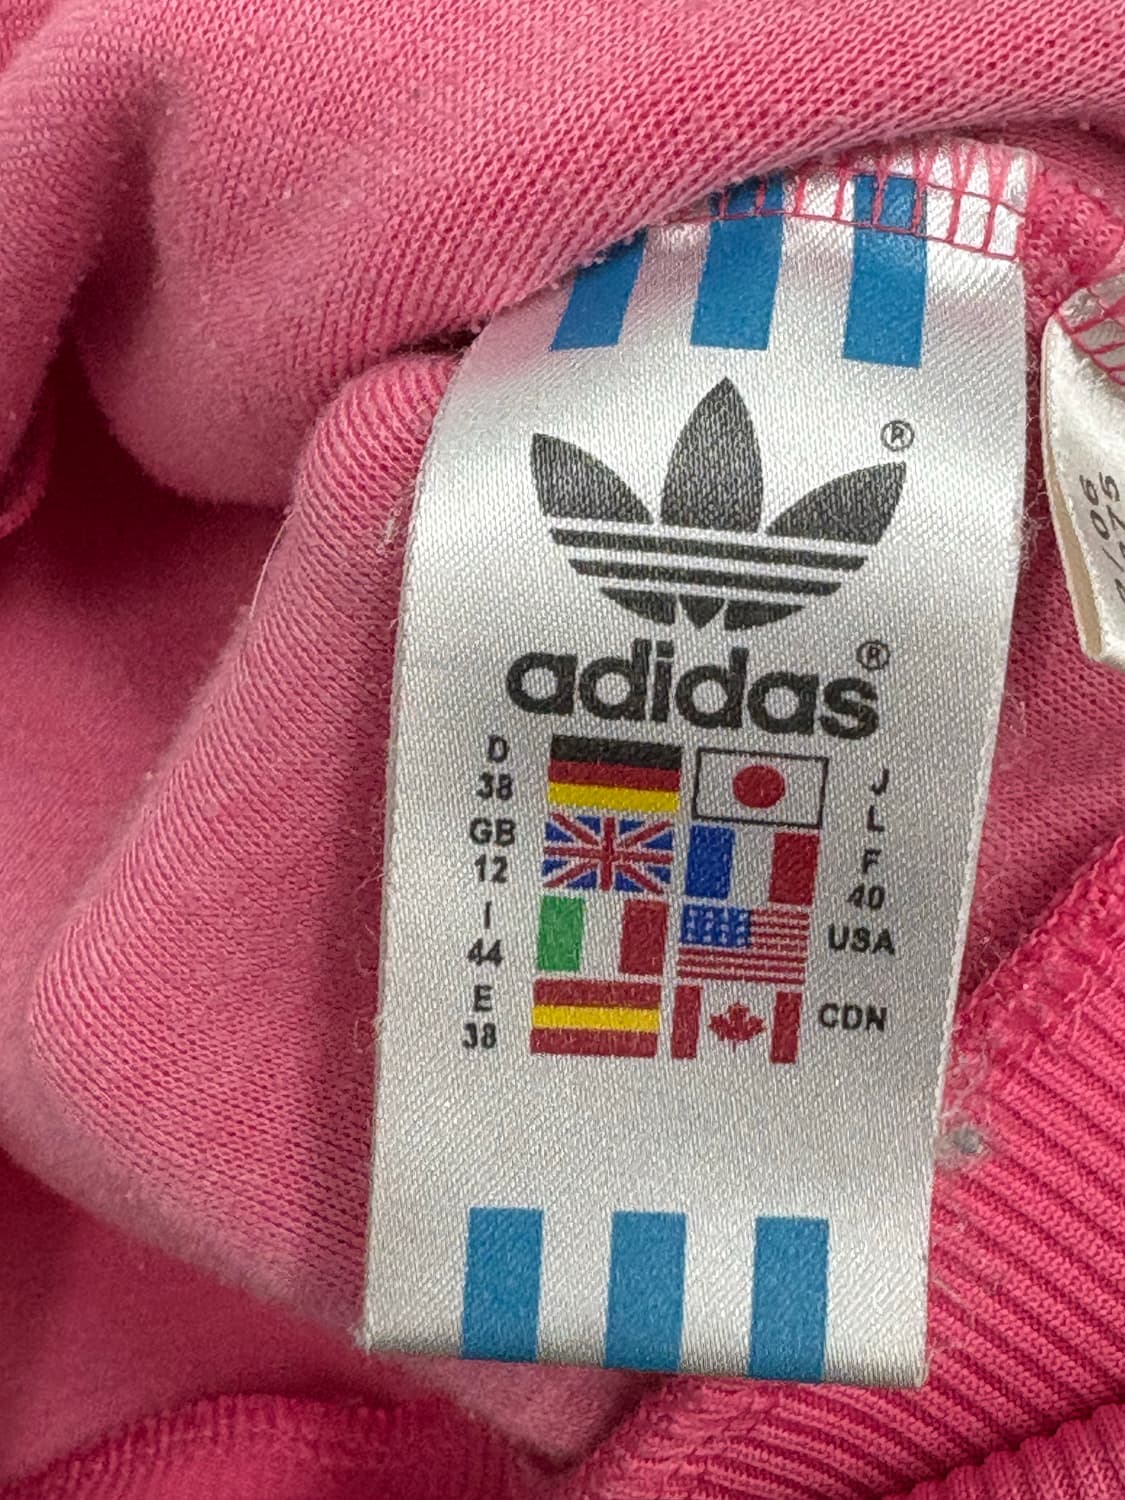 ®
adidas®
D
38
GB
12
I
44
E
38
J
L
F
40
USA
CDN